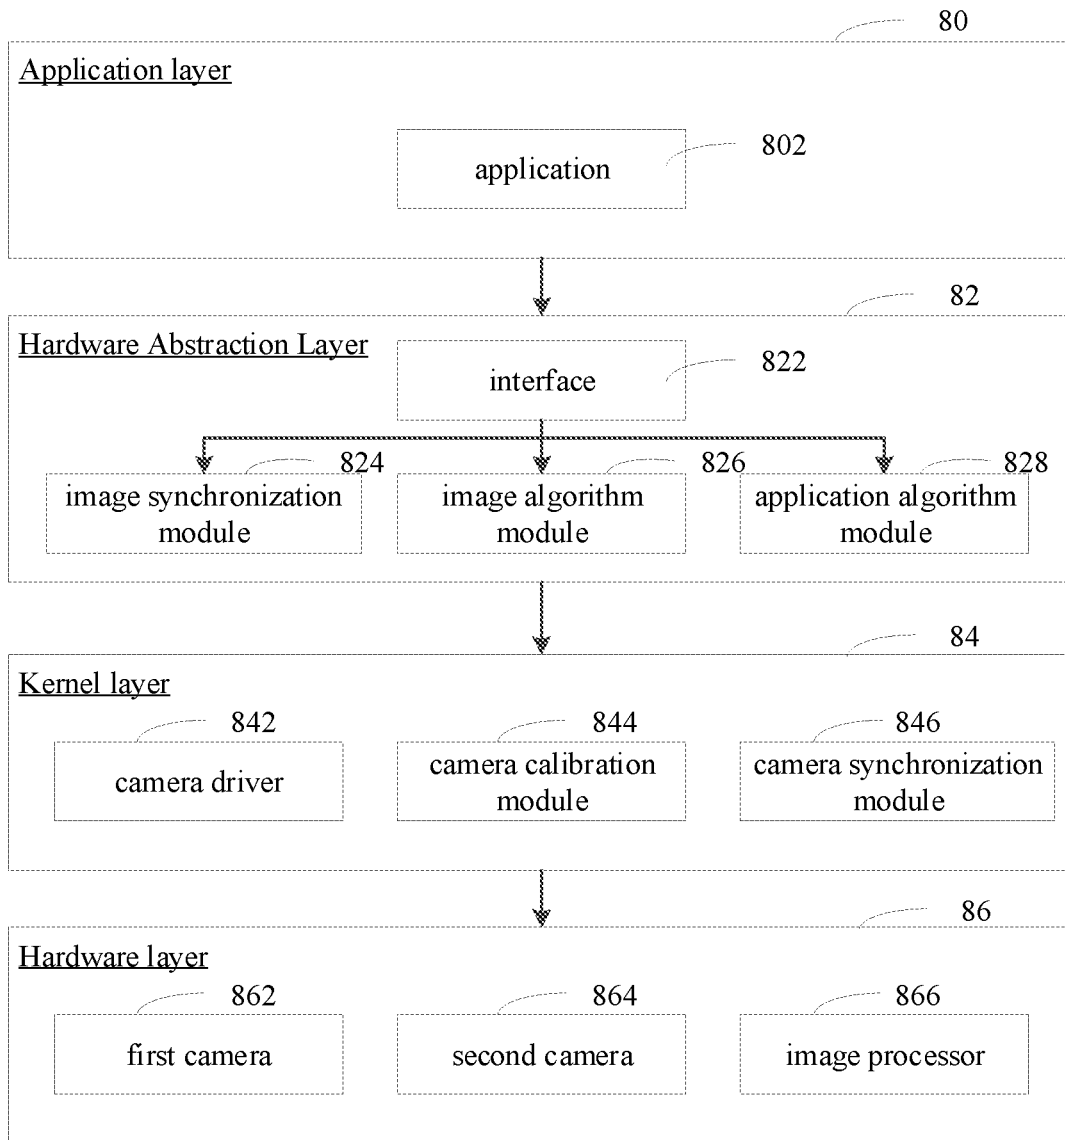 80
Application layer
802
application
82
Hardware Abstraction Layer
822
interface
824
826
828
image synchronization
module
image algorithm
module
application algorithm
module
84
Kernel layer
842
844
846
camera driver
camera calibration
module
camera synchronization
module
86
Hardware layer
862
864
866
first camera
second camera
image processor